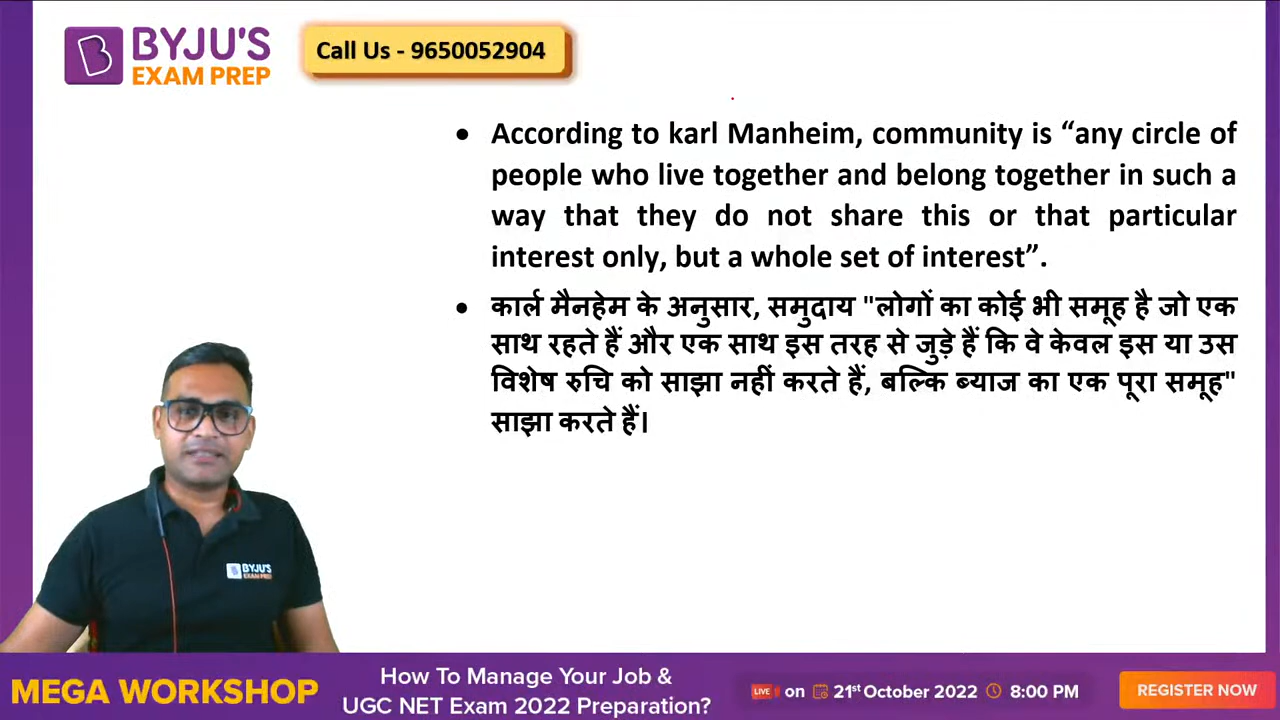 BYJU'S
EXAM PREP
Call Us - 9650052904
• According to karl Manheim, community is “any circle of
people who live together and belong together in such a
way that they do not share this or that particular
interest only, but a whole set of interest”.
• कार्ल मैनहेम के अनुसार, समुदाय "लोगों का कोई भी समूह है जो एक
साथ रहते हैं और एक साथ इस तरह से जुड़े हैं कि वे केवल इस या उस
विशेष रुचि को साझा नहीं करते हैं, बल्कि ब्याज का एक पूरा समूह"
साझा करते हैं।
BYJU'S
EXAM PREP
MEGA WORKSHOP
How To Manage Your Job &
UGC NET Exam 2022 Preparation?
LIVE on 21st October 2022 8:00 PM
REGISTER NOW